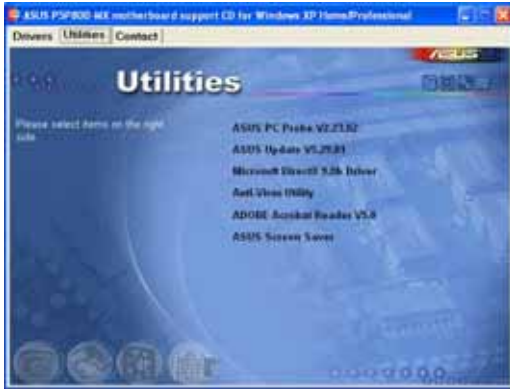 ASUS P5P800-MX motherboard support CD for Windows XP Home/Professional
Drivers Utilities Contact
ASUS
Utilities
Please select items on the right side
ASUS PC Probe V2.23.02
ASUS Update V5.29.01
Microsoft DirectX 9.0b Driver
Anti-Virus Utility
ADOBE Acrobat Reader V5.0
ASUS Screen Saver